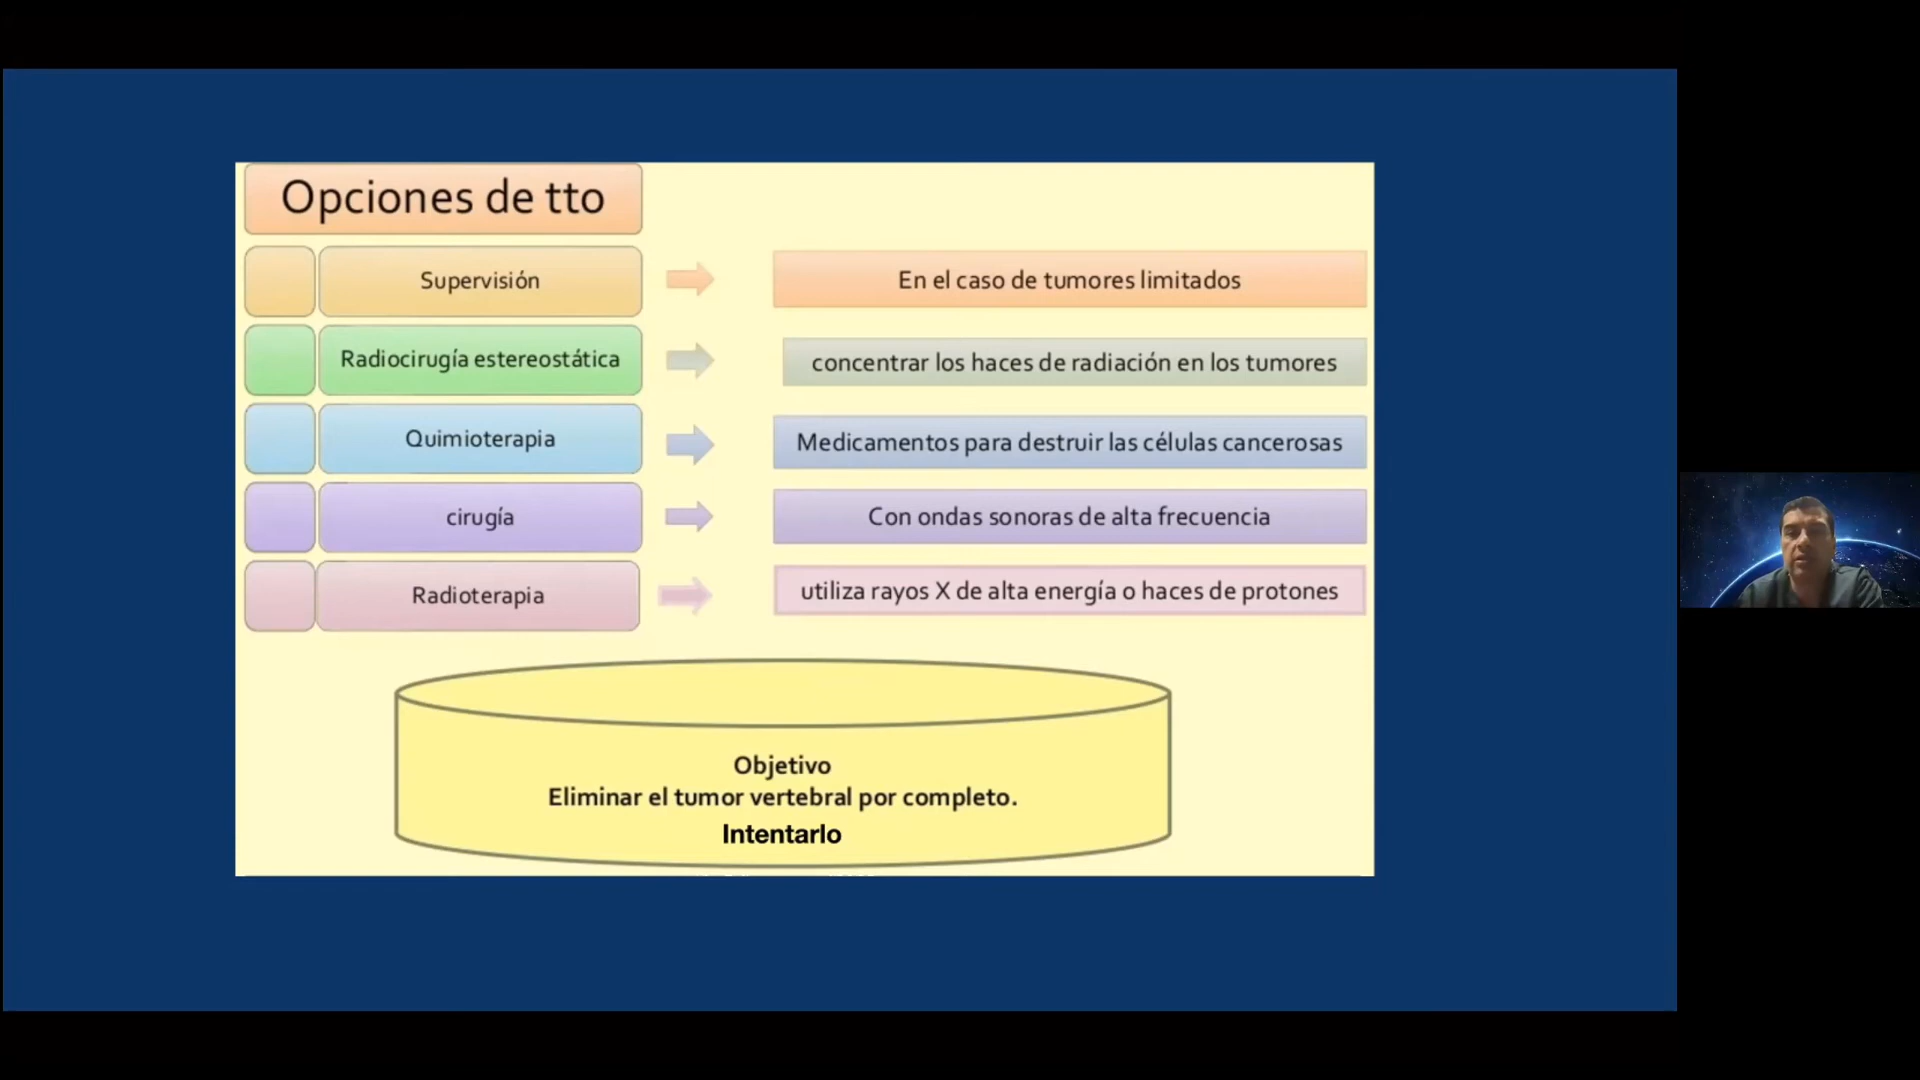 Opciones de tto
Supervisión
En el caso de tumores limitados
Radiocirugía estereostática
concentrar los haces de radiación en los tumores
Quimioterapia
Medicamentos para destruir las células cancerosas
cirugía
Con ondas sonoras de alta frecuencia
Radioterapia
utiliza rayos X de alta energía o haces de protones
Objetivo
Eliminar el tumor vertebral por completo.
Intentarlo